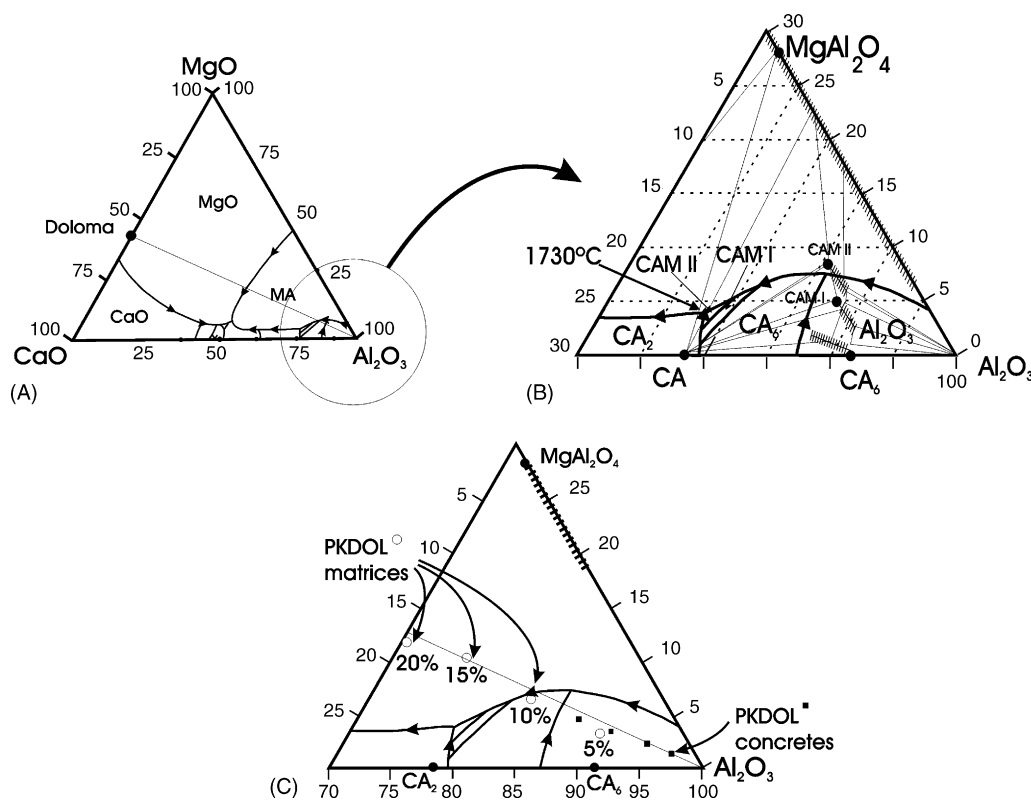 (A)
MgO
100
100
25
75
MgO
50
50
Doloma
75
25
MA
CaO
100
100
CaO
25
50
75
Al₂O₃
(B)
30
MgAl₂O₄
5
25
10
20
15
15
20
10
1730ºC
CAM II
CAM I
CAM II
25
CAM I
5
CA₂
CA₆
Al₂O₃
30
0
CA
CA₆
100
Al₂O₃
(C)
MgAl₂O₄
5
25
PKDOL
matrices
10
20
15
15
20
20%
15%
10
25
10%
5%
5
PKDOL
concretes
Al₂O₃
70
75
CA₂
80
85
90
CA₆
95
100